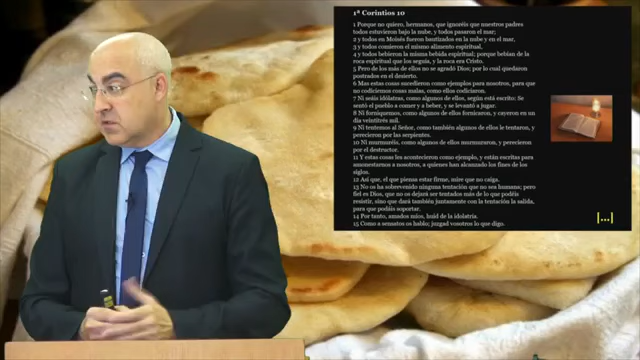 1ª Corintios 10
1 Porque no quiero, hermanos, que ignoréis que nuestros padres
todos estuvieron bajo la nube, y todos pasaron el mar;
2 y todos en Moisés fueron bautizados en la nube y en el mar,
3 y todos comieron el mismo alimento espiritual,
4 y todos bebieron la misma bebida espiritual; porque bebían de la
roca espiritual que los seguía, y la roca era Cristo.
5 Pero de los más de ellos no se agradó Dios; por lo cual quedaron
postrados en el desierto.
6 Mas estas cosas sucedieron como ejemplos para nosotros, para que
no codiciemos cosas malas, como ellos codiciaron.
7 Ni seáis idólatras, como algunos de ellos, según está escrito: Se
sentó el pueblo a comer y a beber, y se levantó a jugar.
8 Ni forniquemos, como algunos de ellos fornicaron, y cayeron en un
día veintitrés mil.
9 Ni tentemos al Señor, como también algunos de ellos le tentaron, y
perecieron por las serpientes.
10 Ni murmuréis, como algunos de ellos murmuraron, y perecieron
por el destructor.
11 Y estas cosas les acontecieron como ejemplo, y están escritas para
amonestarnos a nosotros, a quienes han alcanzado los fines de los
siglos.
12 Así que, el que piensa estar firme, mire que no caiga.
13 No os ha sobrevenido ninguna tentación que no sea humana; pero
fiel es Dios, que no os dejará ser tentados más de lo que podéis
resistir, sino que dará también juntamente con la tentación la salida,
para que podáis soportar.
14 Por tanto, amados míos, huid de la idolatría.
15 Como a sensatos os hablo; juzgad vosotros lo que digo.
[...]